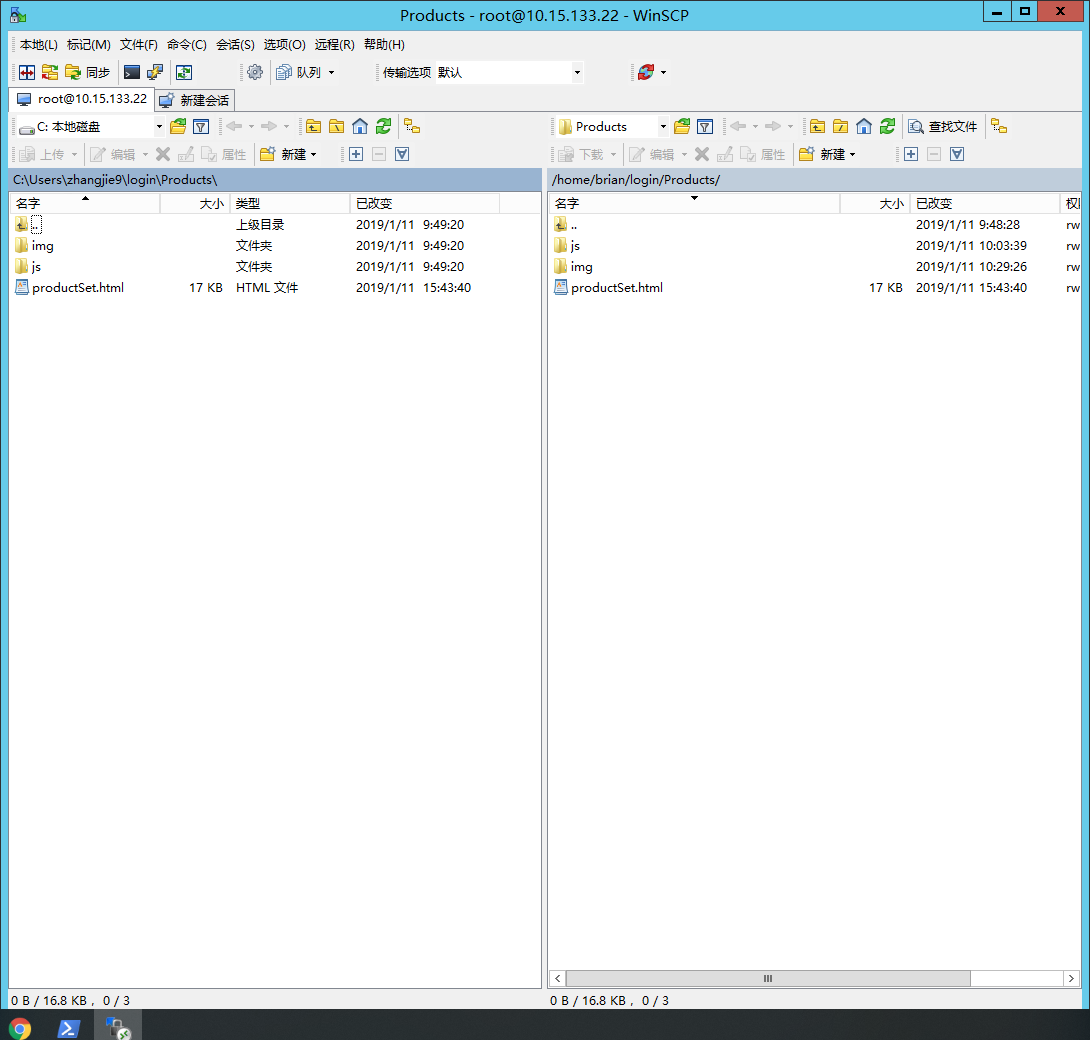 Products - root@10.15.133.22 - WinSCP
本地(L) 标记(M) 文件(F) 命令(C) 会话(S) 选项(O) 远程(R) 帮助(H)
同步 队列 传输选项 默认
root@10.15.133.22 新建会话
C: 本地磁盘 Products 查找文件
上传 编辑 属性 新建 下载 编辑 属性 新建
C:\Users\zhangjie9\login\Products\
名字 大小 类型 已改变
.. 上级目录 2019/1/11 9:49:20
img 文件夹 2019/1/11 9:49:20
js 文件夹 2019/1/11 9:49:20
productSet.html 17 KB HTML 文件 2019/1/11 15:43:40
0 B / 16.8 KB， 0 / 3
/home/brian/login/Products/
名字 大小 已改变
.. 2019/1/11 9:48:28 rw
js 2019/1/11 10:03:39 rw
img 2019/1/11 10:29:26 rw
productSet.html 17 KB 2019/1/11 15:43:40 rw
0 B / 16.8 KB， 0 / 3